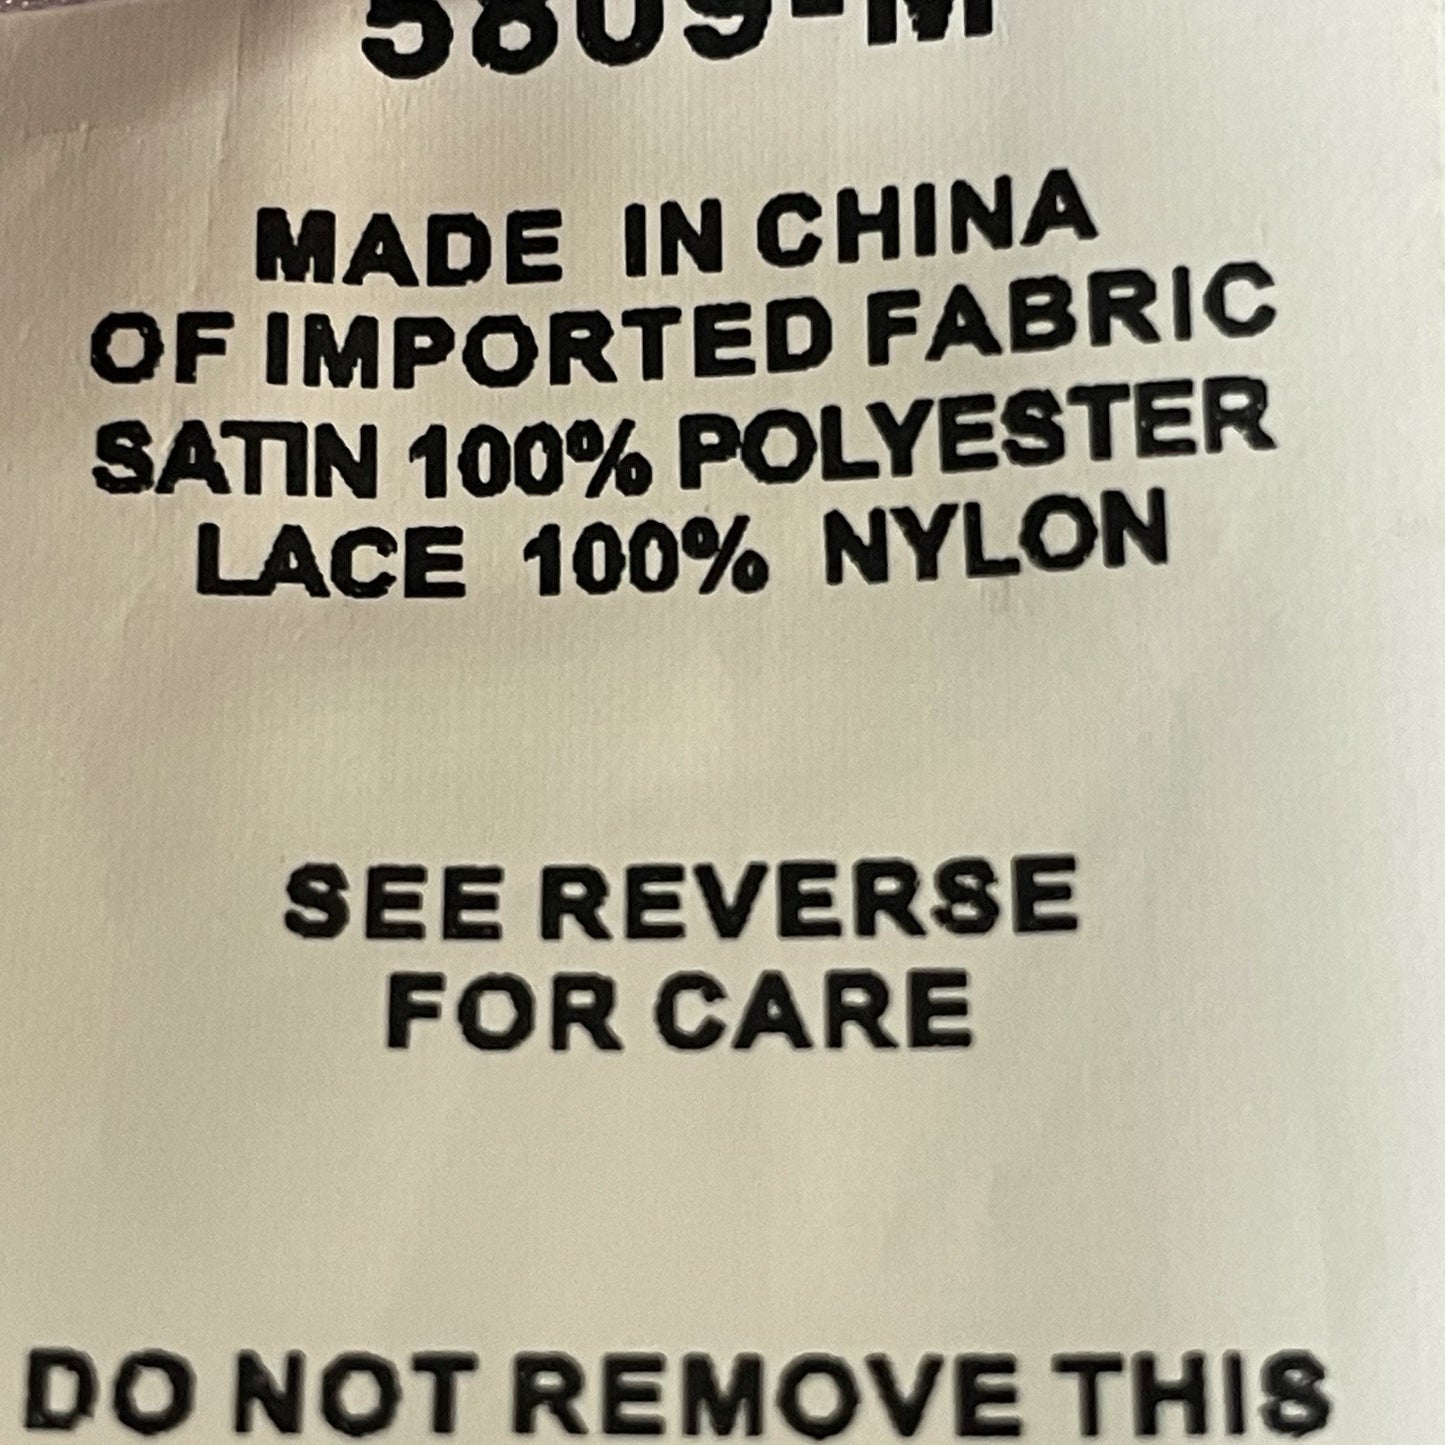 5809-M
MADE IN CHINA
OF IMPORTED FABRIC
SATIN 100% POLYESTER
LACE 100% NYLON
SEE REVERSE
FOR CARE
DO NOT REMOVE THIS